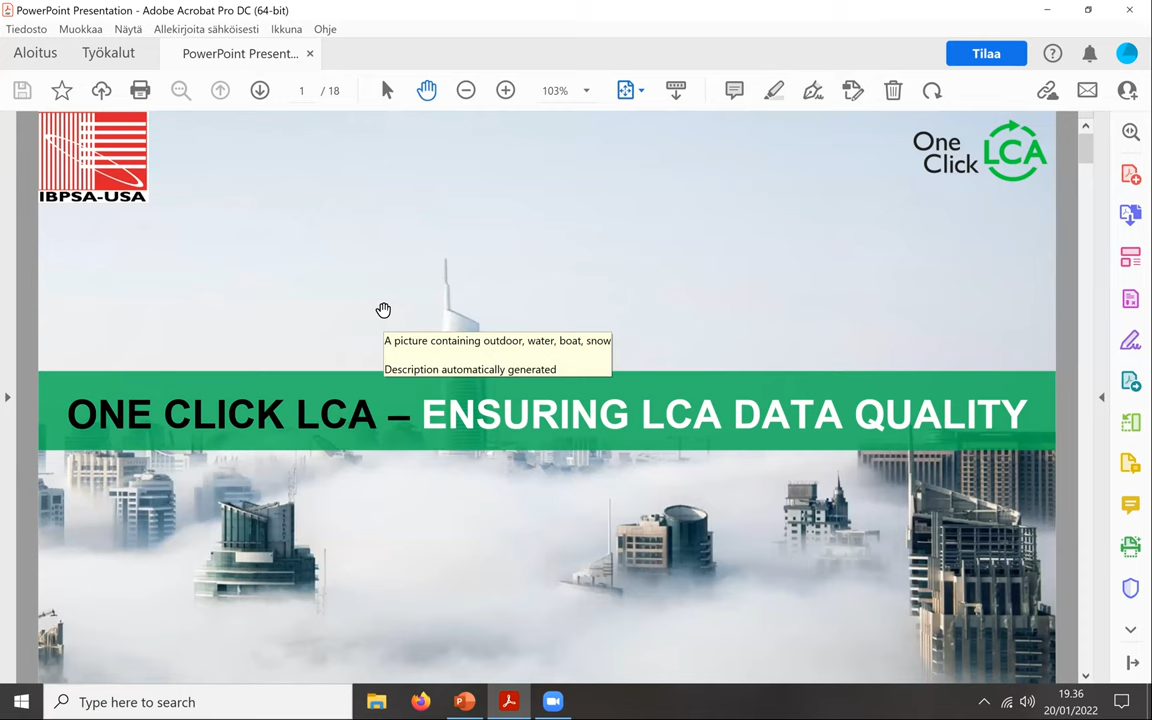 PowerPoint Presentation - Adobe Acrobat Pro DC (64-bit)
Tiedosto Muokkaa Näytä Allekirjoita sähköisesti Ikkuna Ohje
Aloitus Työkalut PowerPoint Present... Tilaa
1 / 18 103%
IBPSA-USA
One
Click LCA
A picture containing outdoor, water, boat, snow
Description automatically generated
ONE CLICK LCA – ENSURING LCA DATA QUALITY
Type here to search
19.36
20/01/2022